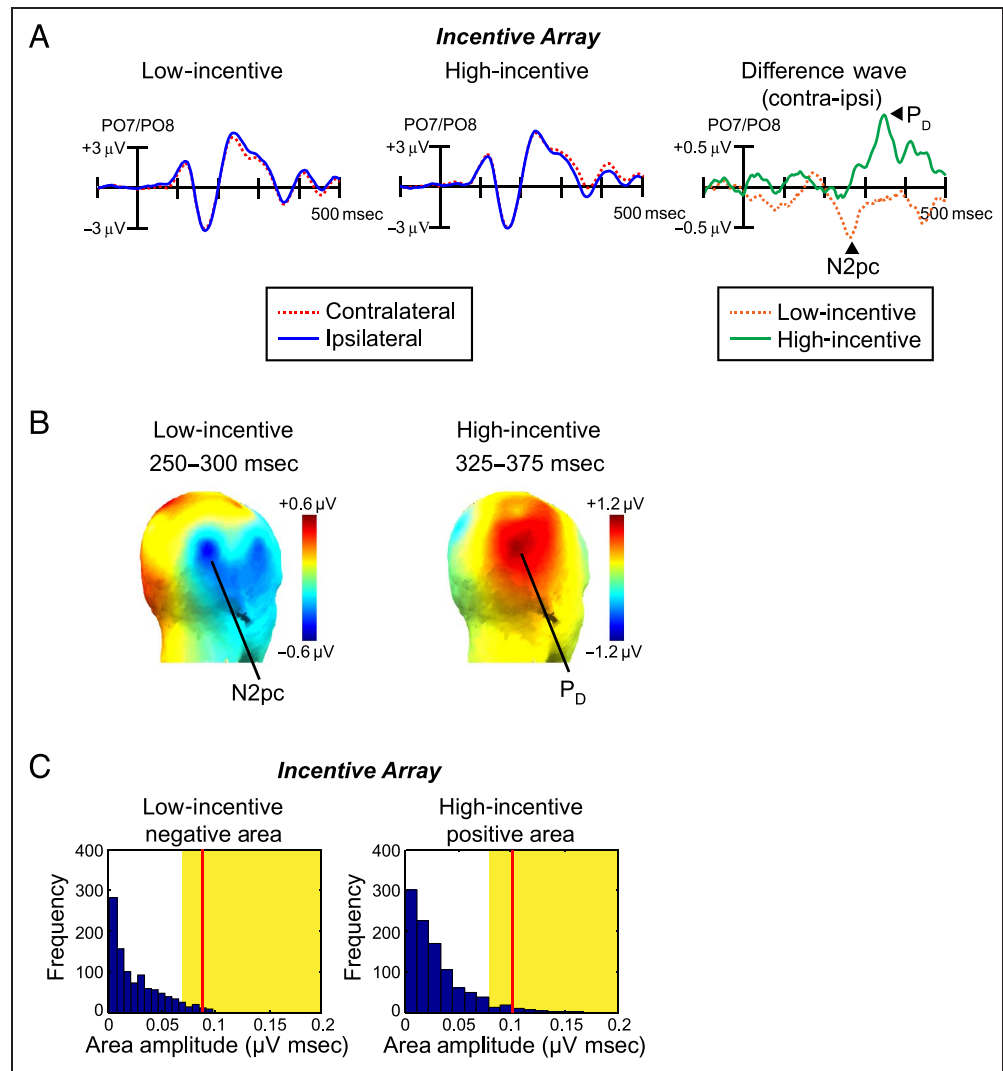 A
Incentive Array
Low-incentive
High-incentive
Difference wave
(contra-ipsi)
PO7/PO8
+3 µV
−3 µV
500 msec
PO7/PO8
+3 µV
−3 µV
500 msec
PO7/PO8
+0.5 µV
−0.5 µV
500 msec
P_D
N2pc
Contralateral
Ipsilateral
Low-incentive
High-incentive
B
Low-incentive
250–300 msec
High-incentive
325–375 msec
+0.6 µV
−0.6 µV
N2pc
+1.2 µV
−1.2 µV
P_D
C
Incentive Array
Low-incentive
negative area
High-incentive
positive area
Frequency
400
300
200
100
0
0 0.05 0.1 0.15 0.2
Area amplitude (µV msec)
Frequency
400
300
200
100
0
0 0.05 0.1 0.15 0.2
Area amplitude (µV msec)